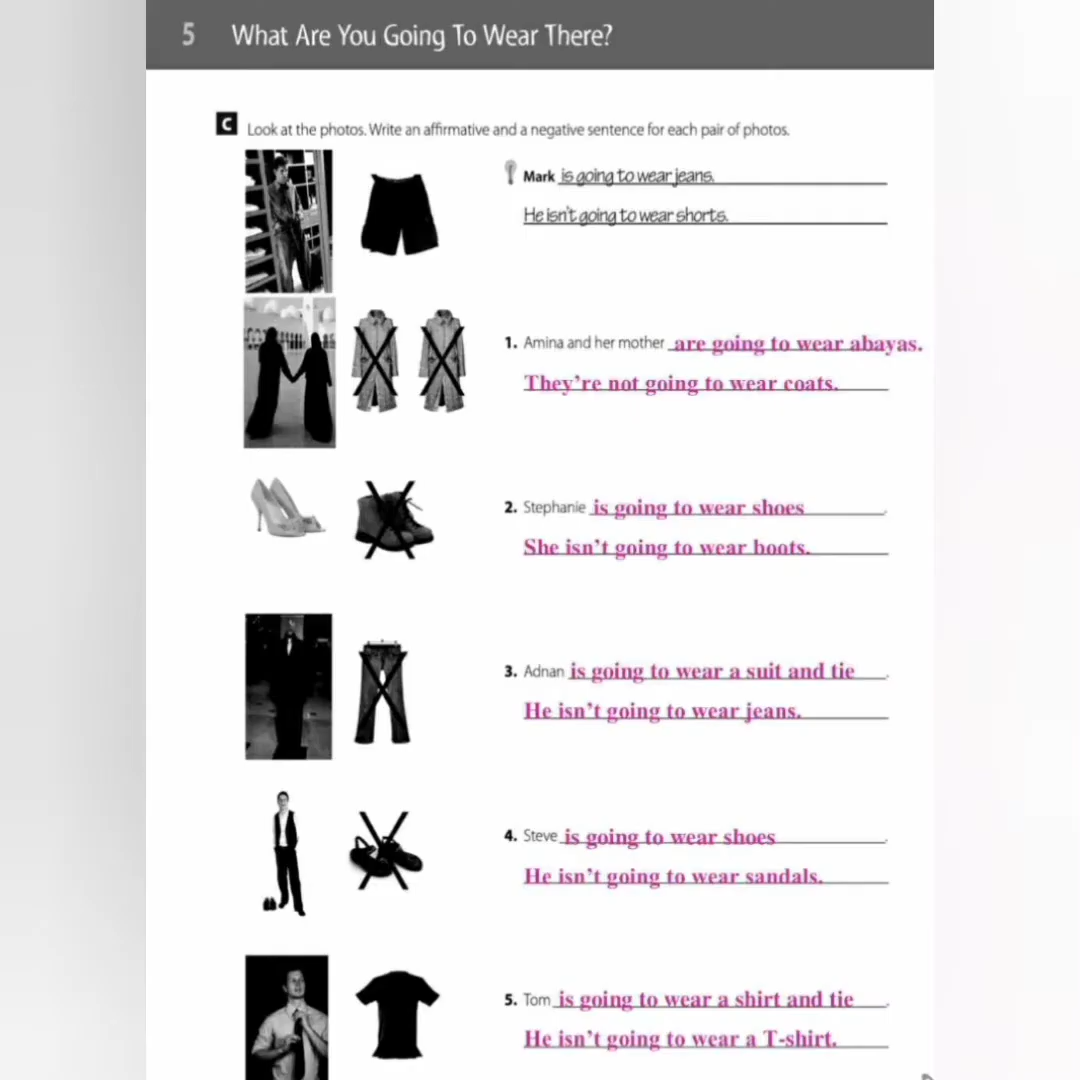 5 What Are You Going To Wear There?
C Look at the photos. Write an affirmative and a negative sentence for each pair of photos.
Mark is going to wear jeans.
He isn't going to wear shorts.
1. Amina and her mother are going to wear abayas.
They're not going to wear coats.
2. Stephanie is going to wear shoes.
She isn't going to wear boots.
3. Adnan is going to wear a suit and tie.
He isn't going to wear jeans.
4. Steve is going to wear shoes.
He isn't going to wear sandals.
5. Tom is going to wear a shirt and tie.
He isn't going to wear a T-shirt.